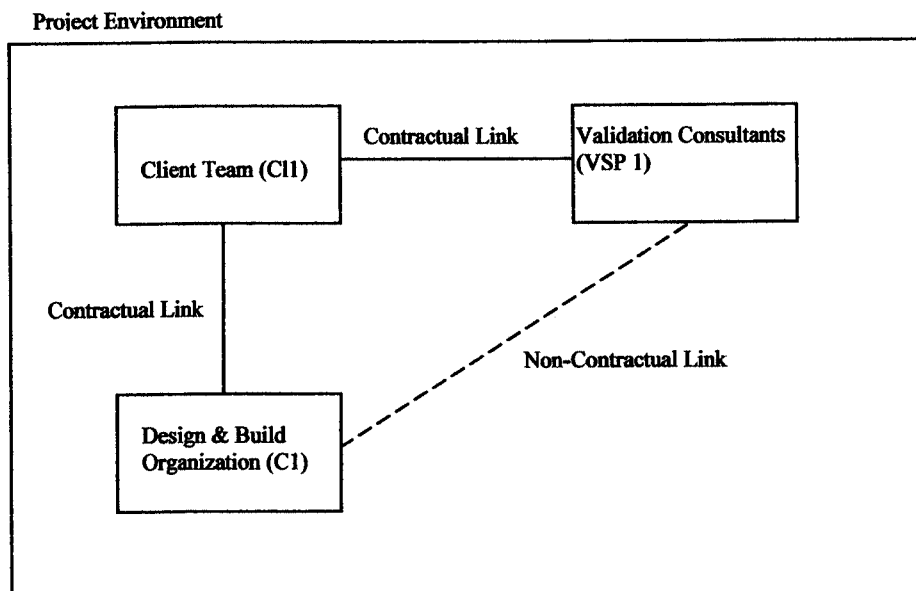 Project Environment
Contractual Link
Validation Consultants
(VSP 1)
Client Team (Cl1)
Contractual Link
Non-Contractual Link
Design & Build
Organization (C1)